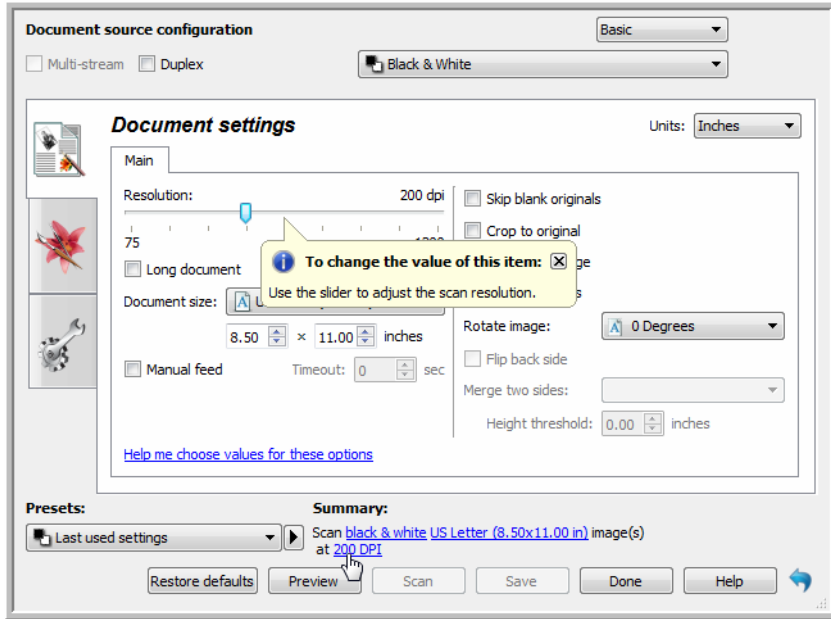 Document source configuration
Basic
Multi-stream
Duplex
Black & White
Document settings
Units: Inches
Main
Resolution: 200 dpi
75
Long document
Document size:
8.50 × 11.00 inches
Manual feed
Timeout: 0 sec
Help me choose values for these options
To change the value of this item:
Use the slider to adjust the scan resolution.
Skip blank originals
Crop to original
Rotate image: 0 Degrees
Flip back side
Merge two sides:
Height threshold: 0.00 inches
Presets:
Last used settings
Summary:
Scan black & white US Letter (8.50x11.00 in) image(s)
at 200 DPI
Restore defaults
Preview
Scan
Save
Done
Help